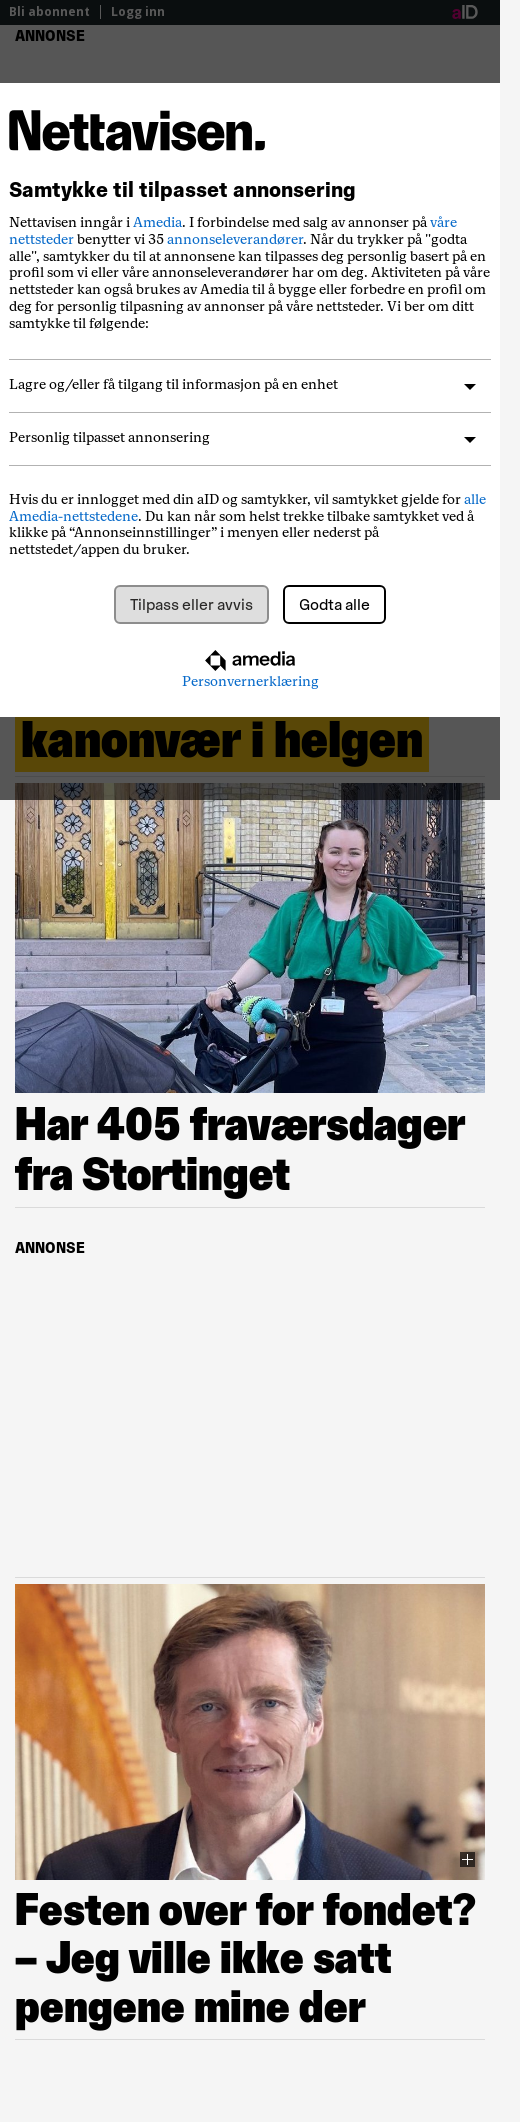 Bli abonnent
Logg inn
aID
ANNONSE
Nettavisen.
Samtykke til tilpasset annonsering
Nettavisen inngår i Amedia. I forbindelse med salg av annonser på våre
nettsteder benytter vi 35 annonseleverandører. Når du trykker på "godta
alle", samtykker du til at annonsene kan tilpasses deg personlig basert på en
profil som vi eller våre annonseleverandører har om deg. Aktiviteten på våre
nettsteder kan også brukes av Amedia til å bygge eller forbedre en profil om
deg for personlig tilpasning av annonser på våre nettsteder. Vi ber om ditt
samtykke til følgende:
Lagre og/eller få tilgang til informasjon på en enhet
Personlig tilpasset annonsering
Hvis du er innlogget med din aID og samtykker, vil samtykket gjelde for alle
Amedia-nettstedene. Du kan når som helst trekke tilbake samtykket ved å
klikke på “Annonseinnstillinger” i menyen eller nederst på
nettstedet/appen du bruker.
Tilpass eller avvis
Godta alle
amedia
Personvernerklæring
kanonvær i helgen
Har 405 fraværsdager
fra Stortinget
ANNONSE
Festen over for fondet?
– Jeg ville ikke satt
pengene mine der